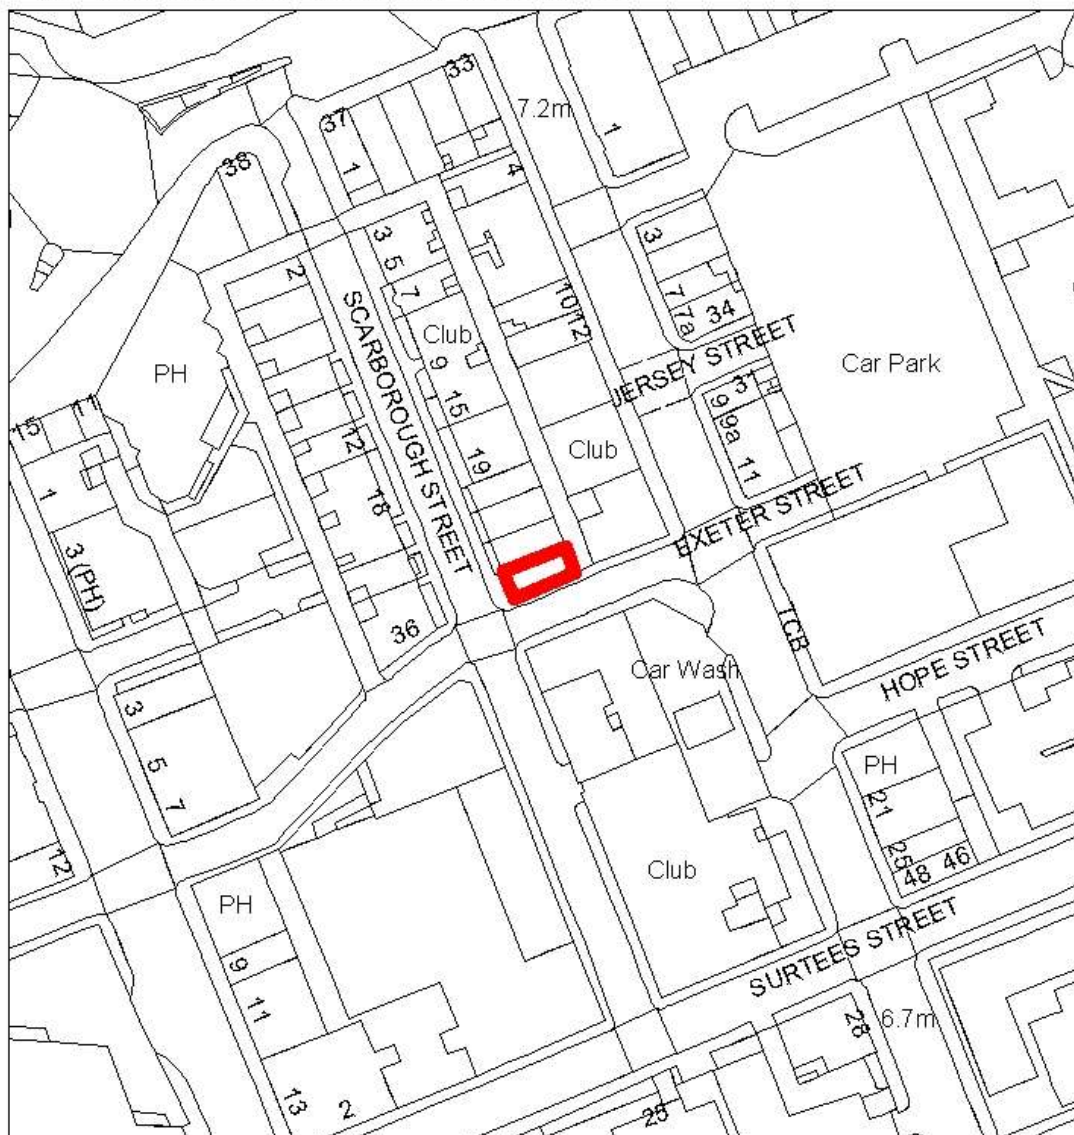 33
37
7.2m
1
38
1
4
3
3
5
2
7
7
7a
34
10
12
SCARBOROUGH STREET
Club
9
JERSEY STREET
Car Park
PH
31
9
9a
15
11
15
12
19
Club
11
1
18
EXETER STREET
3 (PH)
TCB
36
HOPE STREET
Car Wash
3
5
PH
7
21
12
25
Club
46
48
PH
SURTEES STREET
9
11
6.7m
28
13
2
25